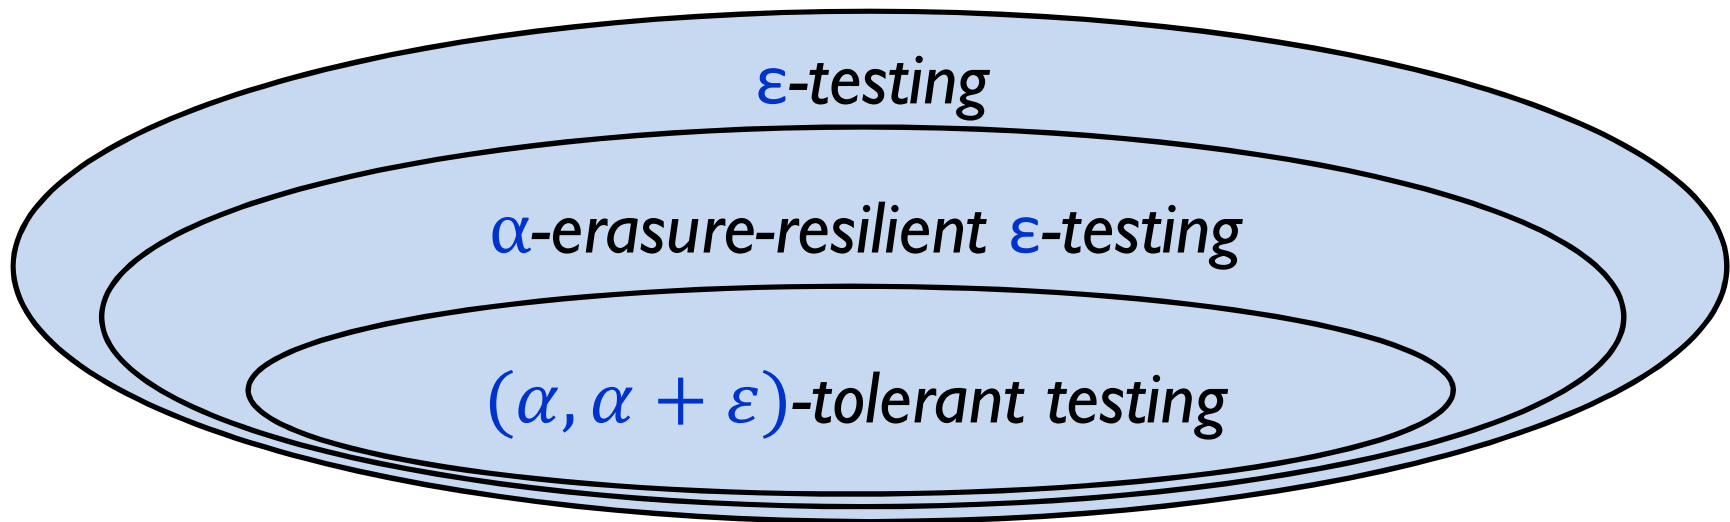 ε-testing
α-erasure-resilient ε-testing
(α, α + ε)-tolerant testing